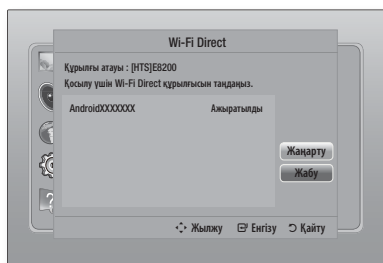 Wi-Fi Direct
Құрылғы атауы : [HTS]E8200
Қосылу үшін Wi-Fi Direct құрылғысын таңдаңыз.
AndroidXXXXXXX Ажыратылды
Жаңарту
Жабу
Жылжу Енгізу Қайту